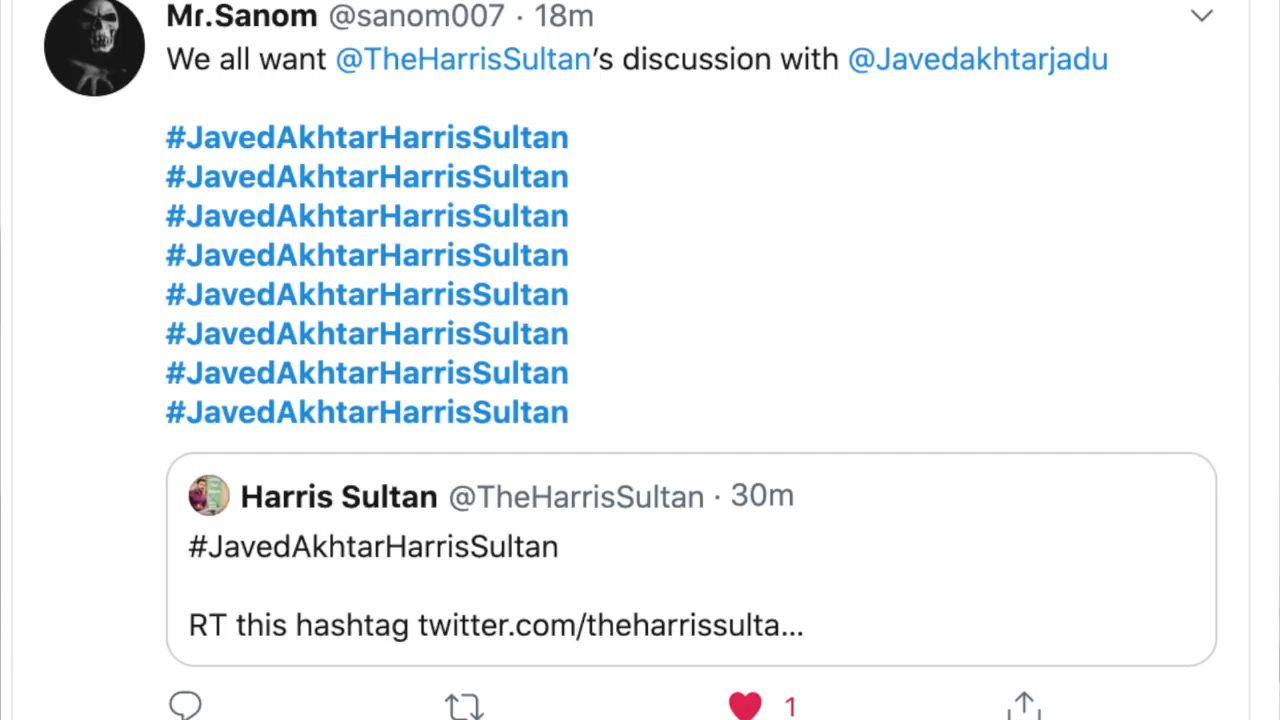 Mr.Sanom @sanom007 · 18m
We all want @TheHarrisSultan's discussion with @Javedakhtarjadu
#JavedAkhtarHarrisSultan
#JavedAkhtarHarrisSultan
#JavedAkhtarHarrisSultan
#JavedAkhtarHarrisSultan
#JavedAkhtarHarrisSultan
#JavedAkhtarHarrisSultan
#JavedAkhtarHarrisSultan
#JavedAkhtarHarrisSultan
Harris Sultan @TheHarrisSultan · 30m
#JavedAkhtarHarrisSultan
RT this hashtag twitter.com/theharrissulta...
1